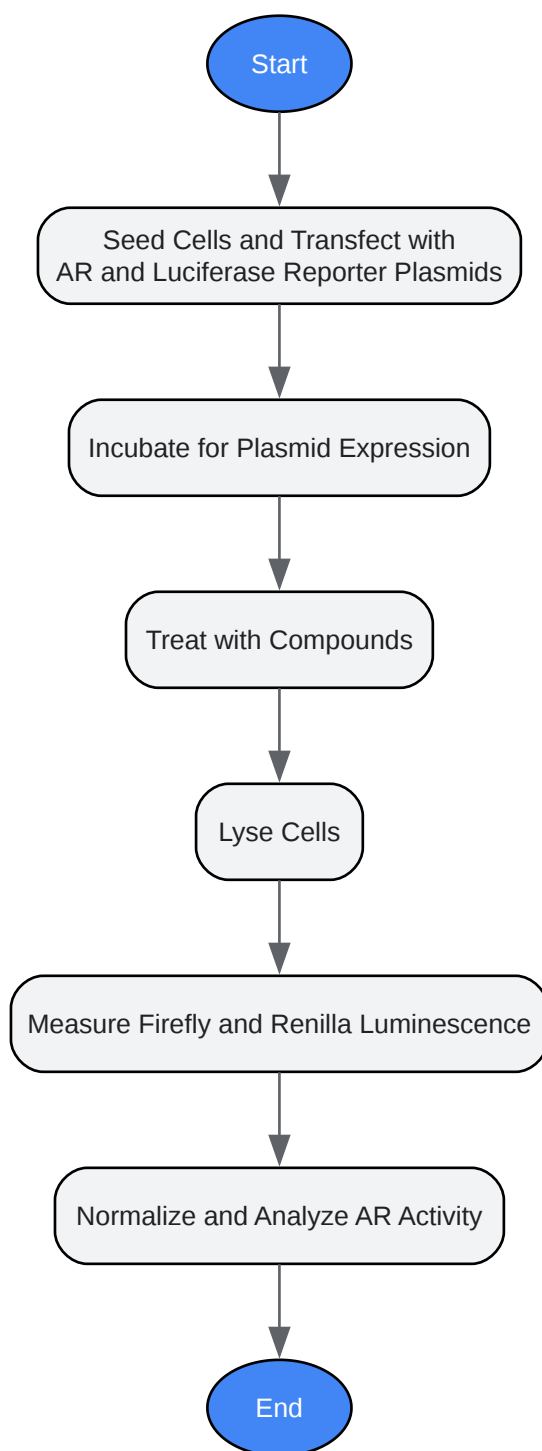 Start
Seed Cells and Transfect with
AR and Luciferase Reporter Plasmids
Incubate for Plasmid Expression
Treat with Compounds
Lyse Cells
Measure Firefly and Renilla Luminescence
Normalize and Analyze AR Activity
End